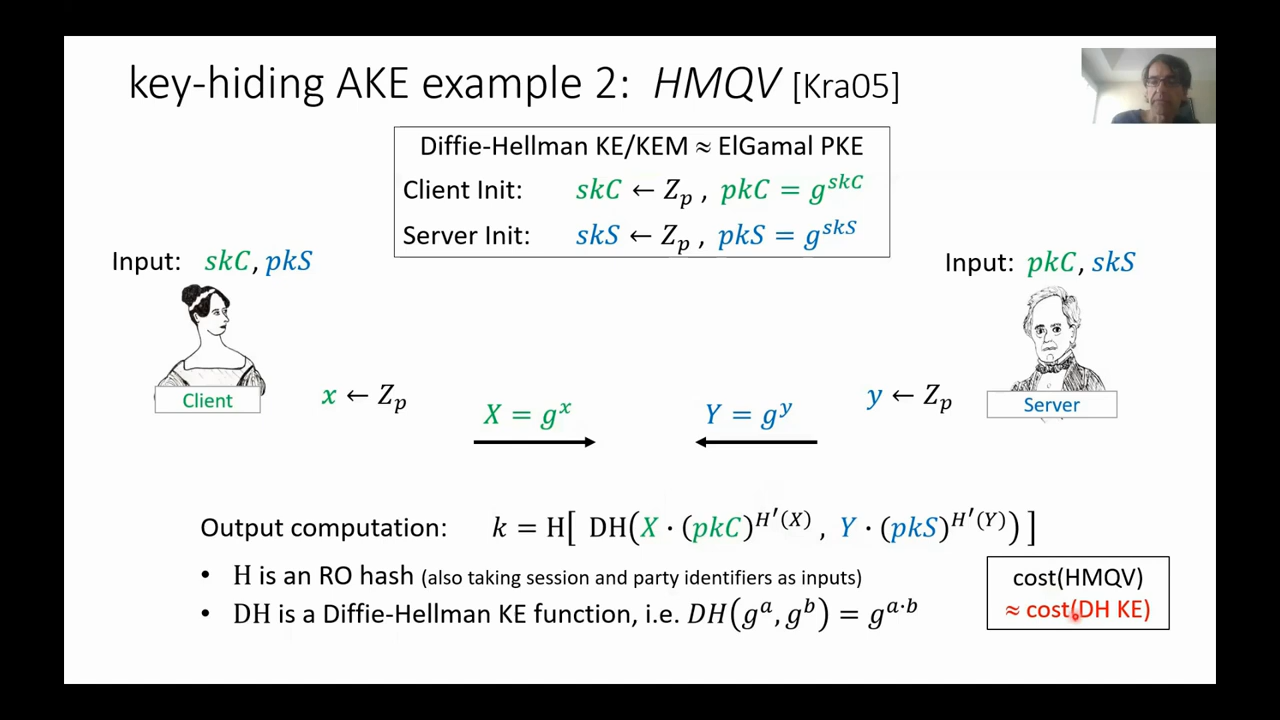 key-hiding AKE example 2: HMQV [Kra05]
Diffie-Hellman KE/KEM ≈ ElGamal PKE
Client Init: skC ← Z_p , pkC = g^{skC}
Server Init: skS ← Z_p , pkS = g^{skS}
Input: skC, pkS
Input: pkC, skS
Client
x ← Z_p
X = g^x
Y = g^y
y ← Z_p
Server
Output computation: k = H[ DH(X · (pkC)^{H′(X)} , Y · (pkS)^{H′(Y)}) ]
• H is an RO hash (also taking session and party identifiers as inputs)
• DH is a Diffie-Hellman KE function, i.e. DH(g^a, g^b) = g^{a·b}
cost(HMQV)
≈ cost(DH KE)